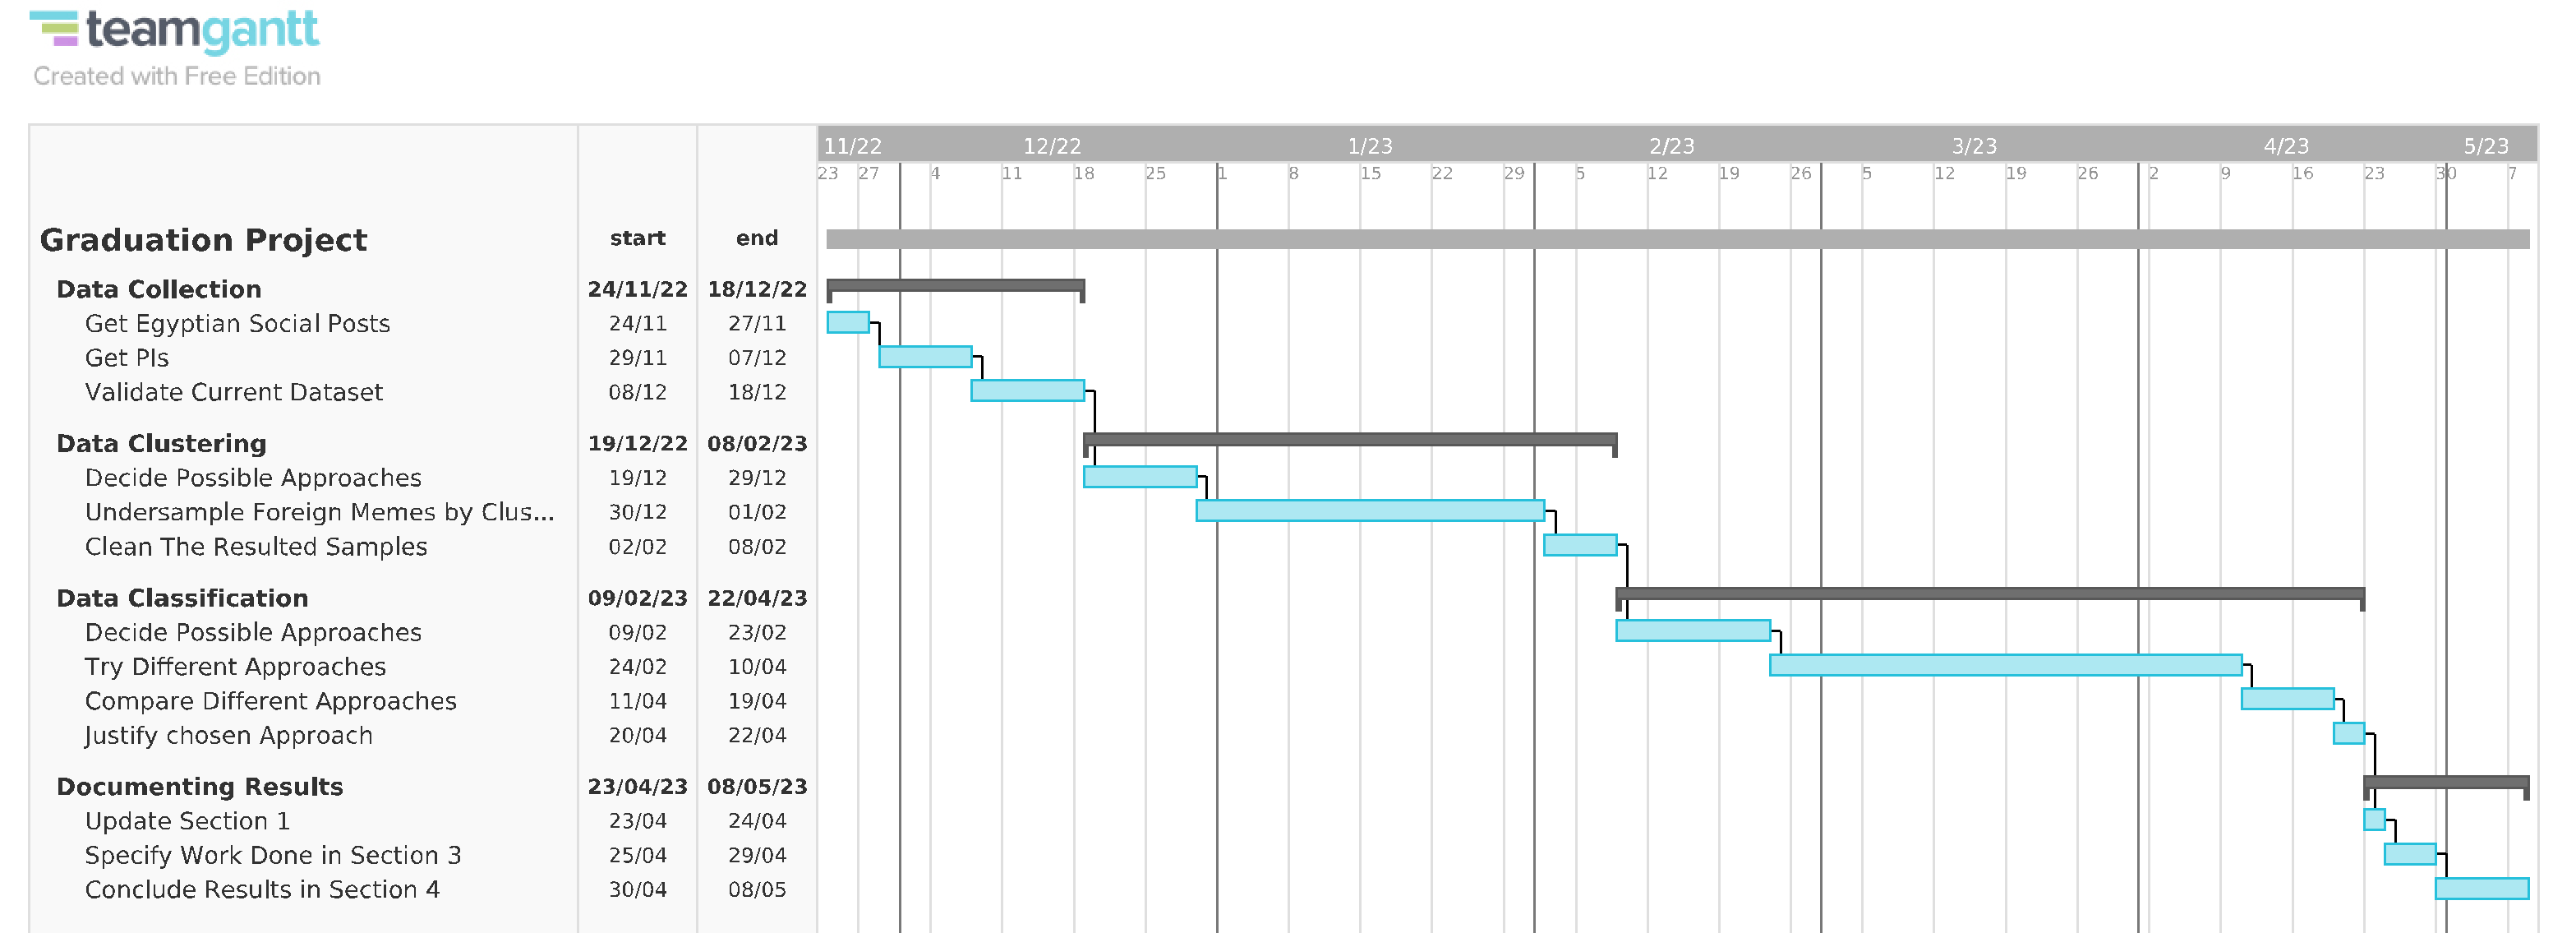 teamgantt
Created with Free Edition
11/22 12/22 1/23 2/23 3/23 4/23 5/23
23 27 4 11 18 25 1 8 15 22 29 5 12 19 26 5 12 19 26 2 9 16 23 30 7
Graduation Project start end
Data Collection 24/11/22 18/12/22
Get Egyptian Social Posts 24/11 27/11
Get PIs 29/11 07/12
Validate Current Dataset 08/12 18/12
Data Clustering 19/12/22 08/02/23
Decide Possible Approaches 19/12 29/12
Undersample Foreign Memes by Clus... 30/12 01/02
Clean The Resulted Samples 02/02 08/02
Data Classification 09/02/23 22/04/23
Decide Possible Approaches 09/02 23/02
Try Different Approaches 24/02 10/04
Compare Different Approaches 11/04 19/04
Justify chosen Approach 20/04 22/04
Documenting Results 23/04/23 08/05/23
Update Section 1 23/04 24/04
Specify Work Done in Section 3 25/04 29/04
Conclude Results in Section 4 30/04 08/05